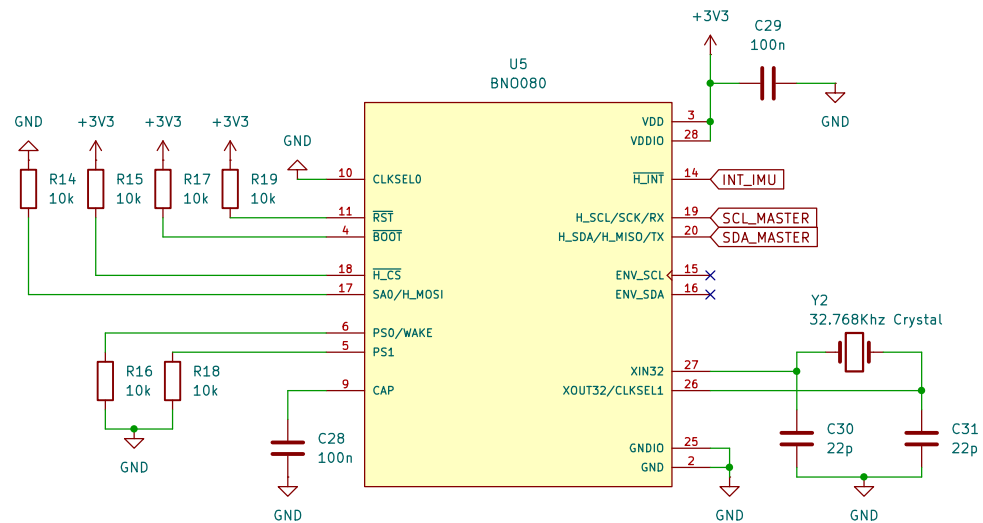 +3V3
C29
100n
GND
U5
BNO080
GND
+3V3
+3V3
+3V3
GND
R14
10k
R15
10k
R17
10k
R19
10k
10
CLKSEL0
11
RST
4
BOOT
18
H_CS
17
SA0/H_MOSI
6
PS0/WAKE
5
PS1
9
CAP
VDD
3
VDDIO
28
H_INT
14
INT_IMU
H_SCL/SCK/RX
19
SCL_MASTER
H_SDA/H_MISO/TX
20
SDA_MASTER
ENV_SCL
15
ENV_SDA
16
XIN32
27
XOUT32/CLKSEL1
26
GNDIO
25
GND
2
Y2
32.768Khz Crystal
R16
10k
R18
10k
GND
C28
100n
GND
C30
22p
C31
22p
GND
GND